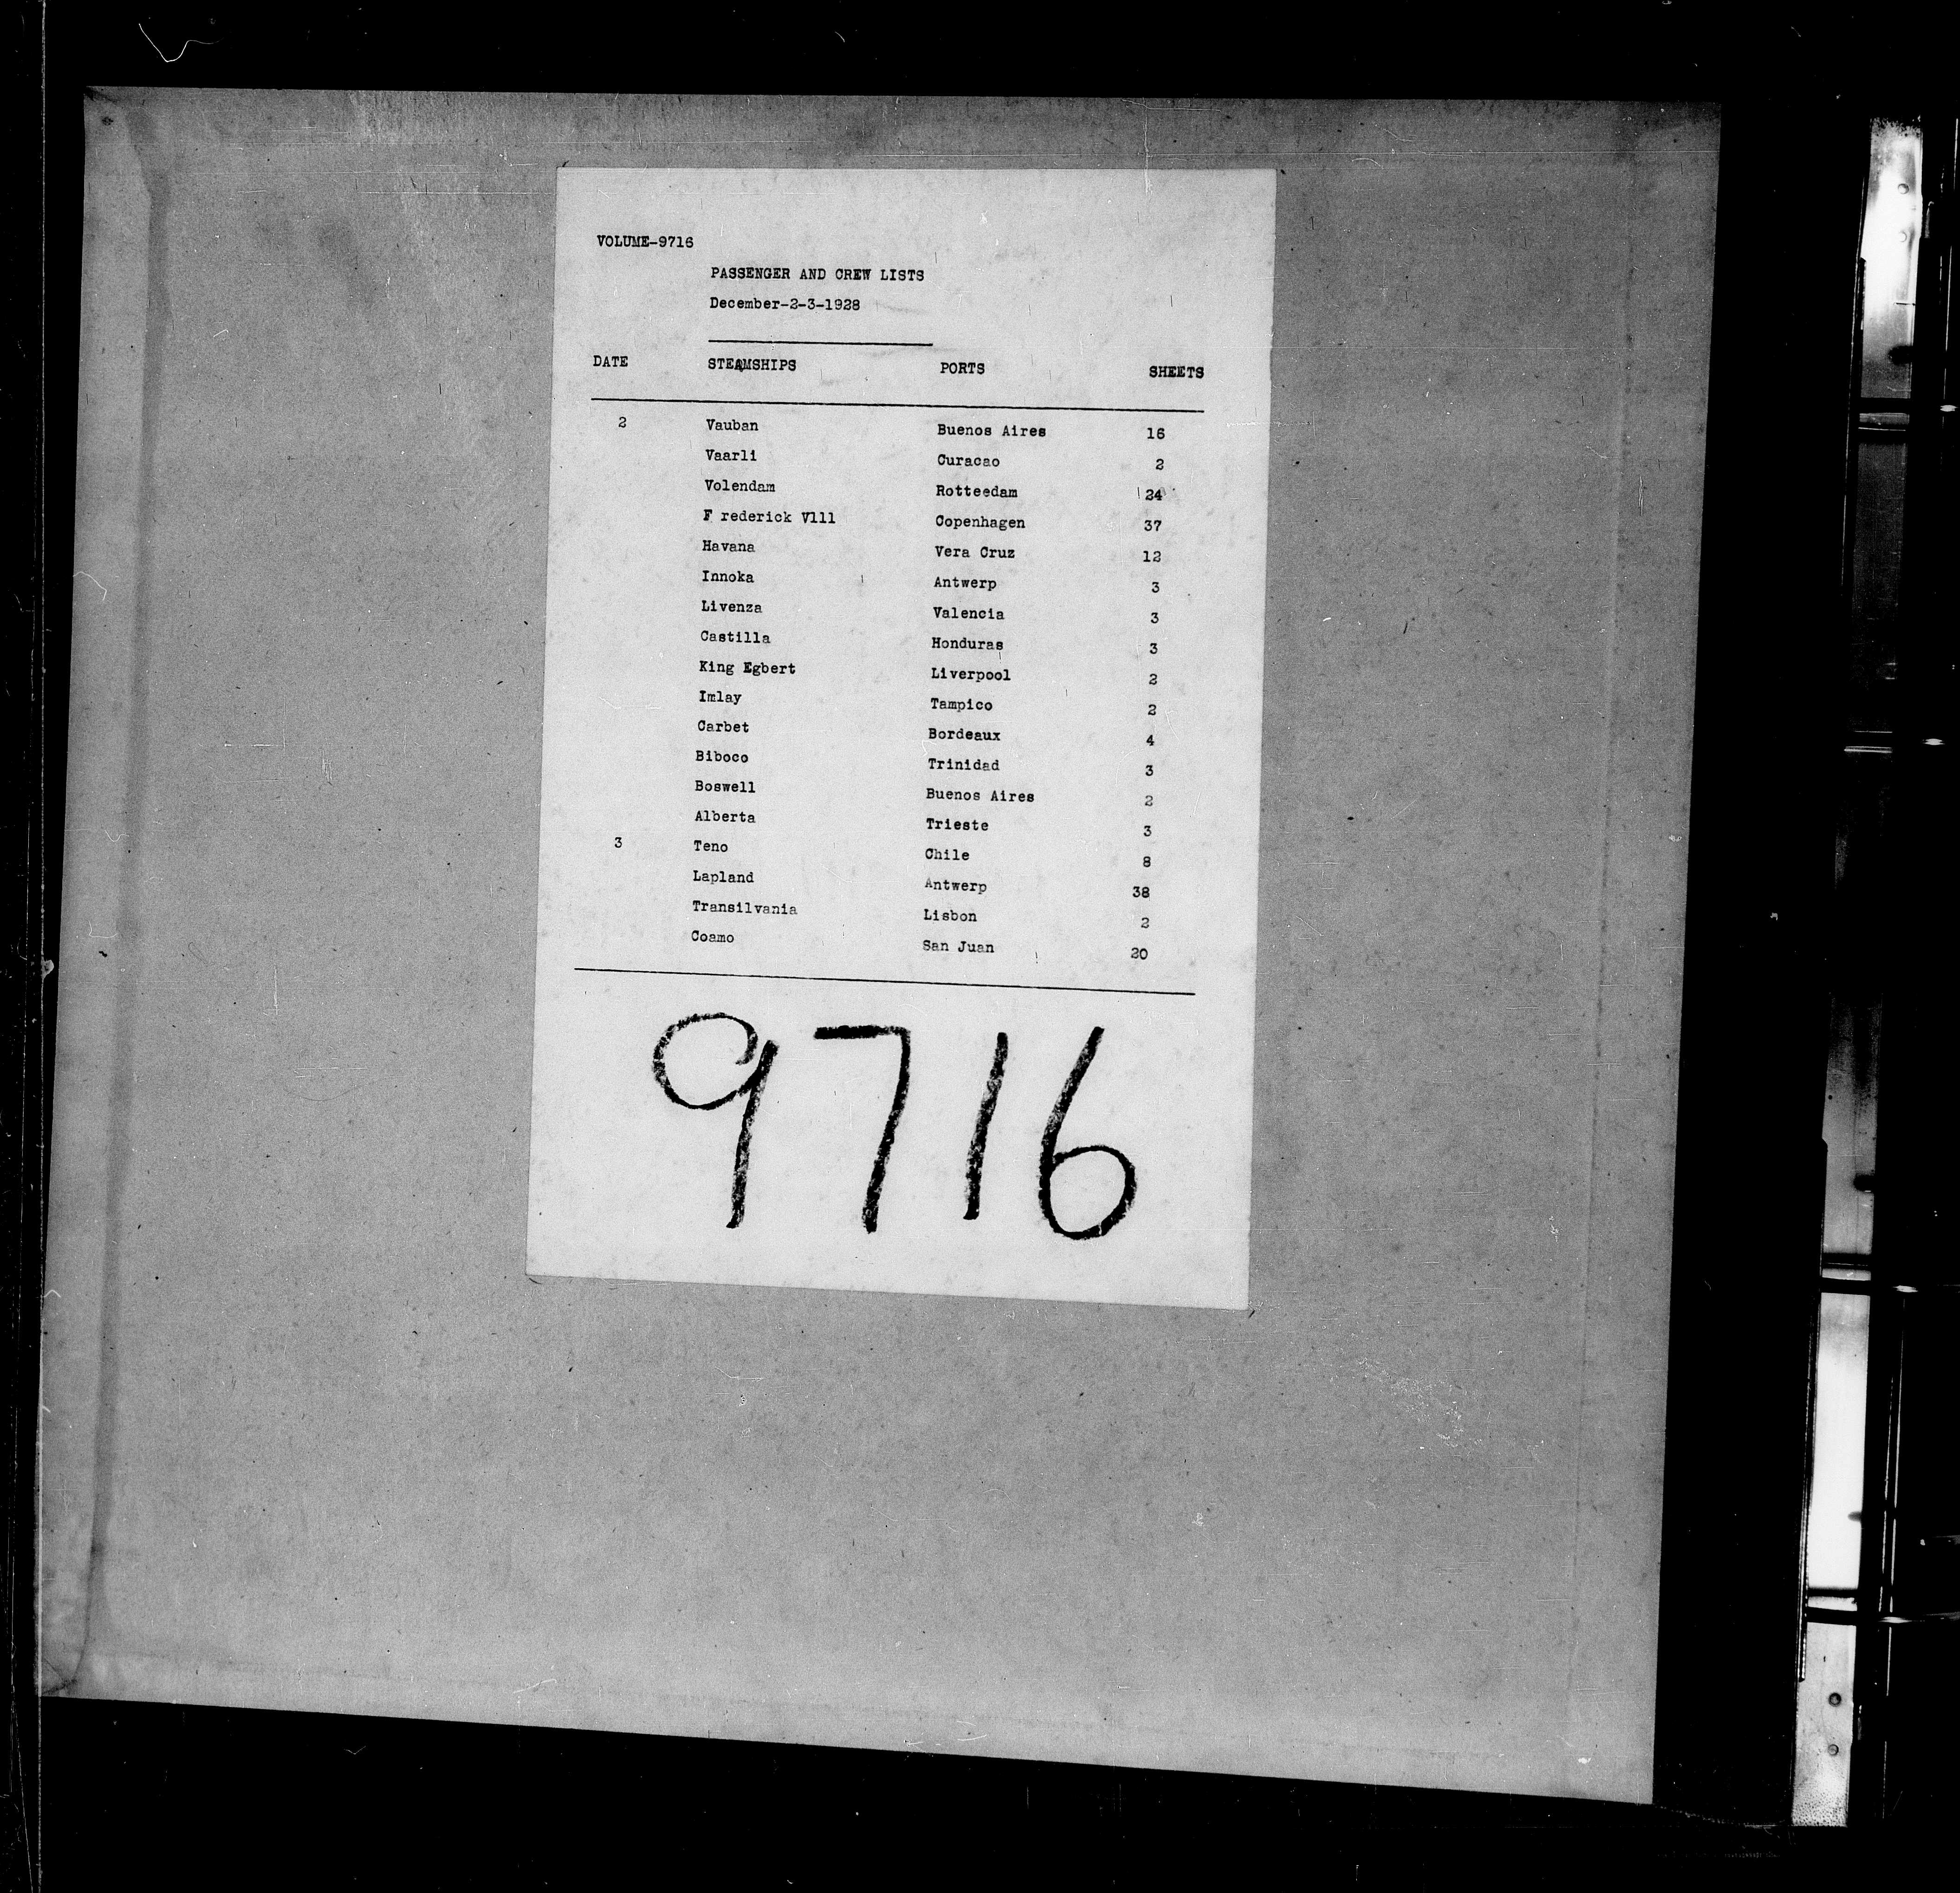 VOLUME-9716
PASSENGER AND CREW LISTS
December-2-3-1928
DATE STEAMSHIPS PORTS SHEETS
2 Vauban Buenos Aires 16
Vaarli Curacao 2
Volendam Rotteedam 24
F rederick V111 Copenhagen 37
Havana Vera Cruz 12
Innoka Antwerp 3
Livenza Valencia 3
Castilla Honduras 3
King Egbert Liverpool 2
Imlay Tampico 2
Carbet Bordeaux 4
Biboco Trinidad 3
Boswell Buenos Aires 2
Alberta Trieste 3
3 Teno Chile 8
Lapland Antwerp 38
Transilvania Lisbon 2
Coamo San Juan 20
9716